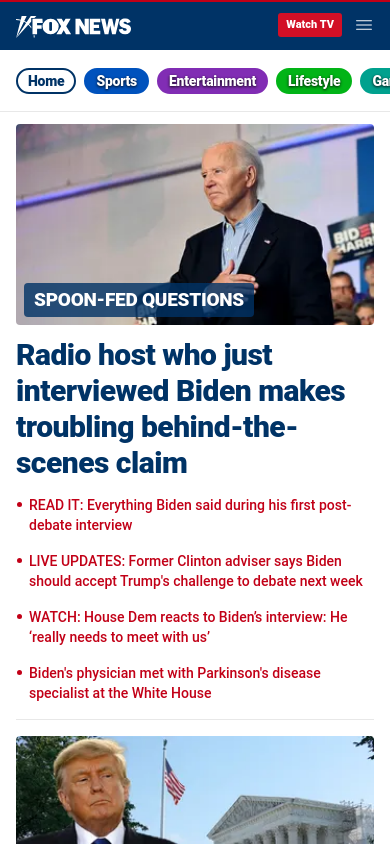 FOX NEWS
Watch TV
Home
Sports
Entertainment
Lifestyle
SPOON-FED QUESTIONS
Radio host who just
interviewed Biden makes
troubling behind-the-
scenes claim
READ IT: Everything Biden said during his first post-
debate interview
LIVE UPDATES: Former Clinton adviser says Biden
should accept Trump's challenge to debate next week
WATCH: House Dem reacts to Biden’s interview: He
‘really needs to meet with us’
Biden's physician met with Parkinson's disease
specialist at the White House